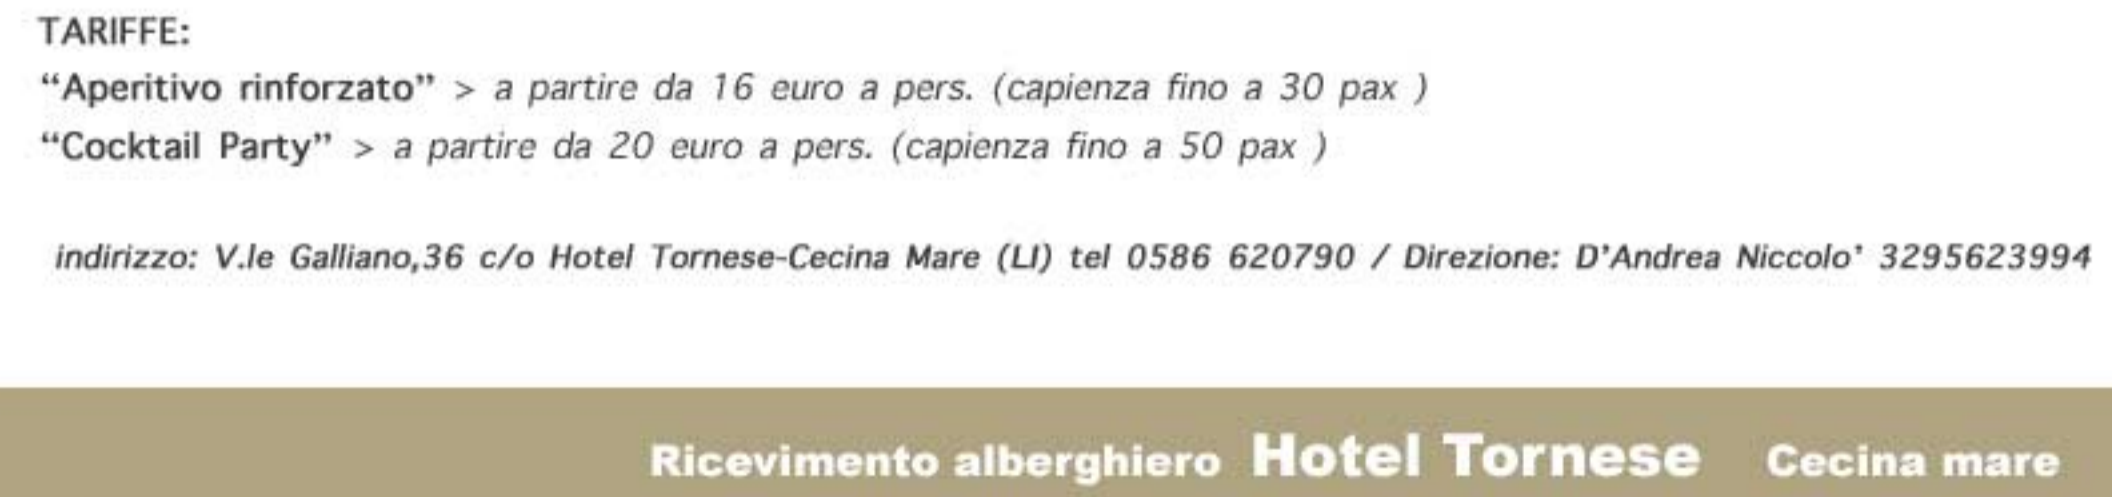 TARIFFE:
“Aperitivo rinforzato” > a partire da 16 euro a pers. (capienza fino a 30 pax )
“Cocktail Party” > a partire da 20 euro a pers. (capienza fino a 50 pax )
indirizzo: V.le Galliano,36 c/o Hotel Tornese-Cecina Mare (LI) tel 0586 620790 / Direzione: D'Andrea Niccolo' 3295623994
Ricevimento alberghiero Hotel Tornese Cecina mare